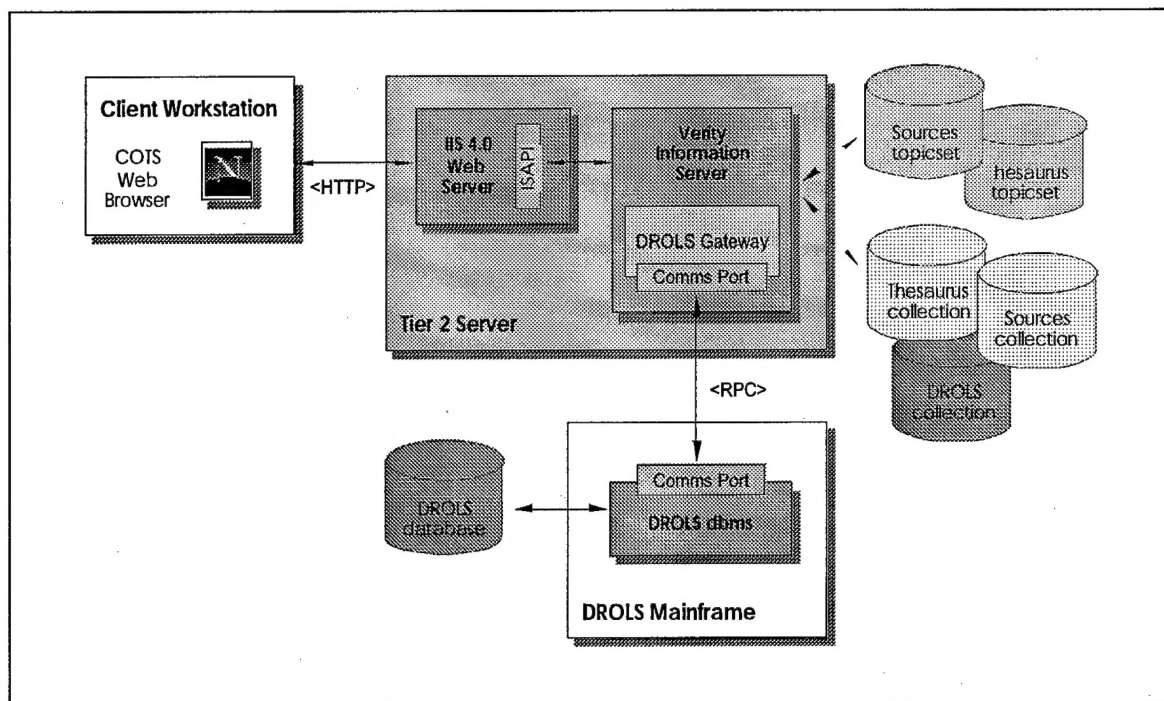 Client Workstation
COTS
Web
Browser
N
<HTTP>
IIS 4.0
Web
Server
ISAPI
Verity
Information
Server
DROLS Gateway
Comms Port
Tier 2 Server
Sources
topicset
Thesaurus
topicset
Thesaurus
collection
Sources
collection
DROLS
collection
<RPC>
Comms Port
DROLS dbms
DROLS
database
DROLS Mainframe